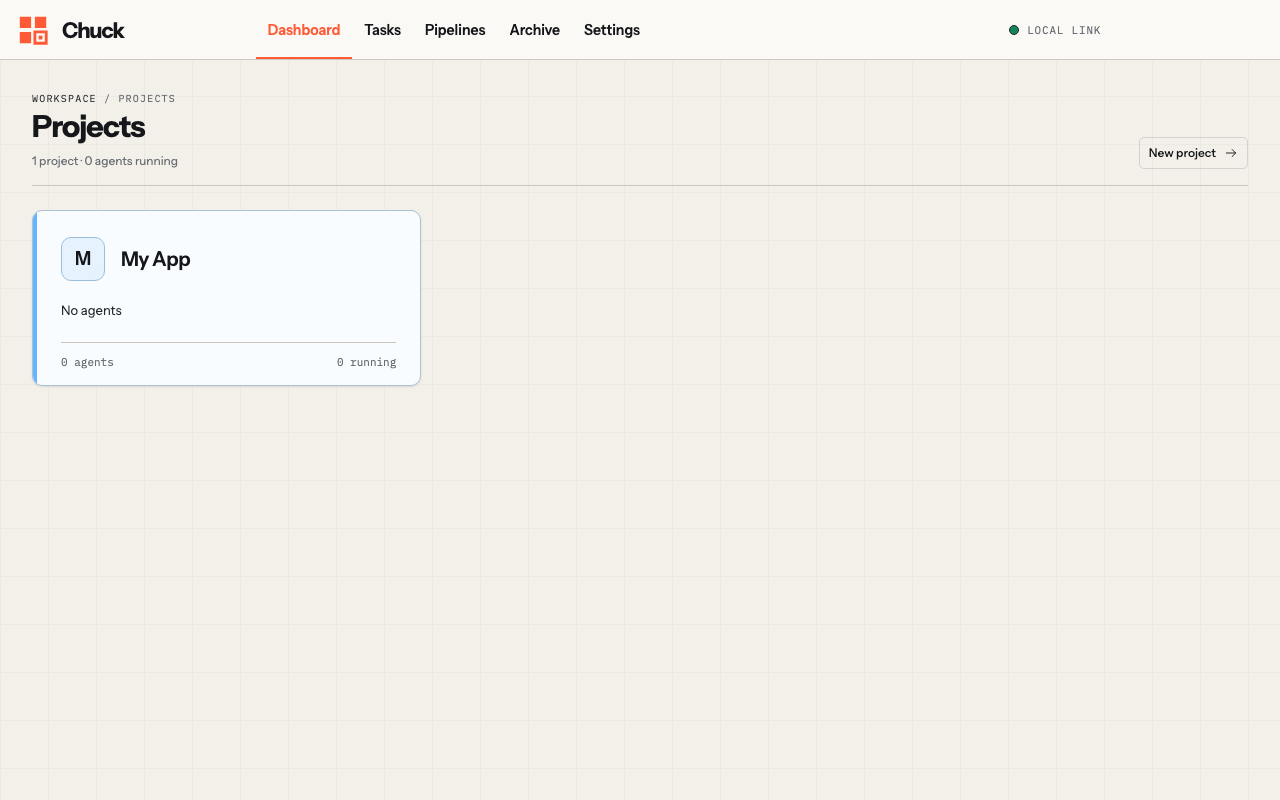 Chuck
Dashboard Tasks Pipelines Archive Settings
LOCAL LINK
WORKSPACE / PROJECTS
Projects
1 project · 0 agents running
New project →
M
My App
No agents
0 agents
0 running